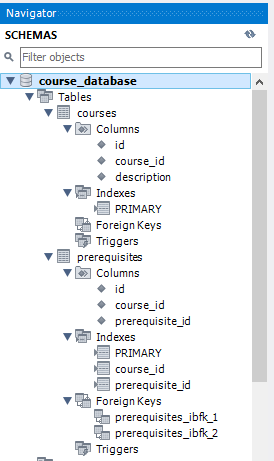 Navigator
SCHEMAS
Filter objects
course_database
Tables
courses
Columns
id
course_id
description
Indexes
PRIMARY
Foreign Keys
Triggers
prerequisites
Columns
id
course_id
prerequisite_id
Indexes
PRIMARY
course_id
prerequisite_id
Foreign Keys
prerequisites_ibfk_1
prerequisites_ibfk_2
Triggers